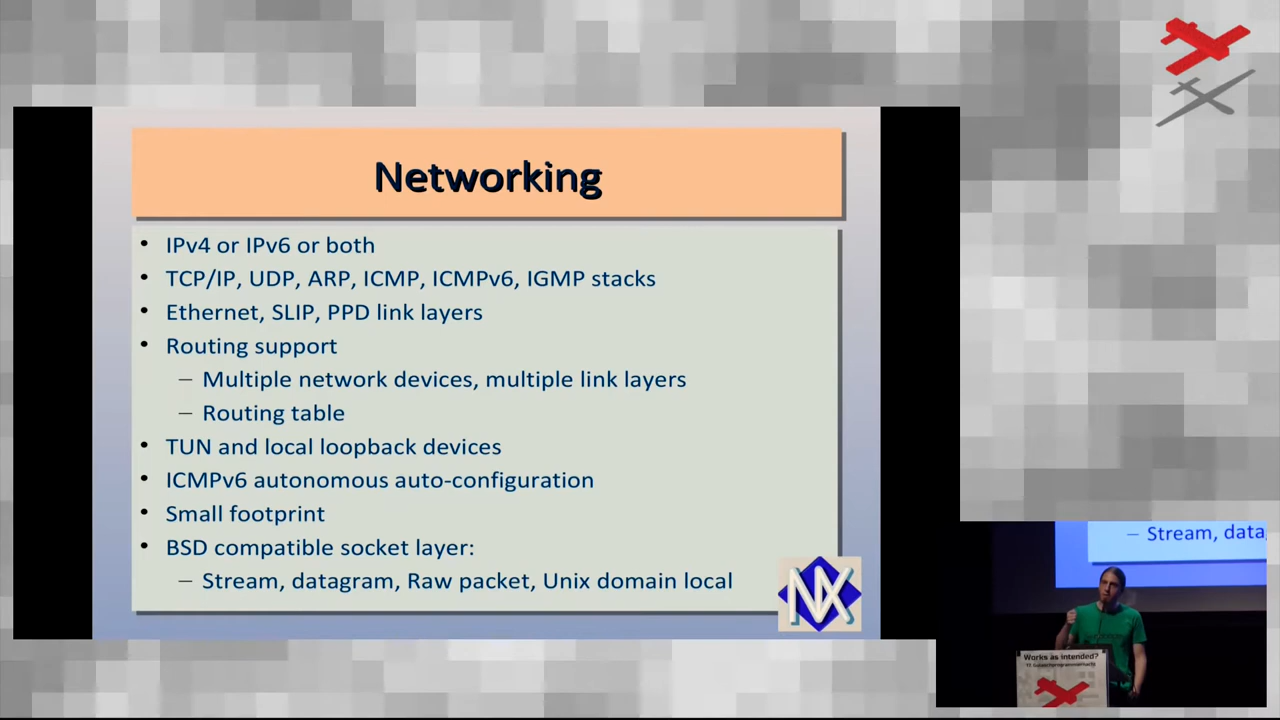 Networking
• IPv4 or IPv6 or both
• TCP/IP, UDP, ARP, ICMP, ICMPv6, IGMP stacks
• Ethernet, SLIP, PPD link layers
• Routing support
– Multiple network devices, multiple link layers
– Routing table
• TUN and local loopback devices
• ICMPv6 autonomous auto-configuration
• Small footprint
• BSD compatible socket layer:
– Stream, datagram, Raw packet, Unix domain local
NX
– Stream, data
Works as intended?